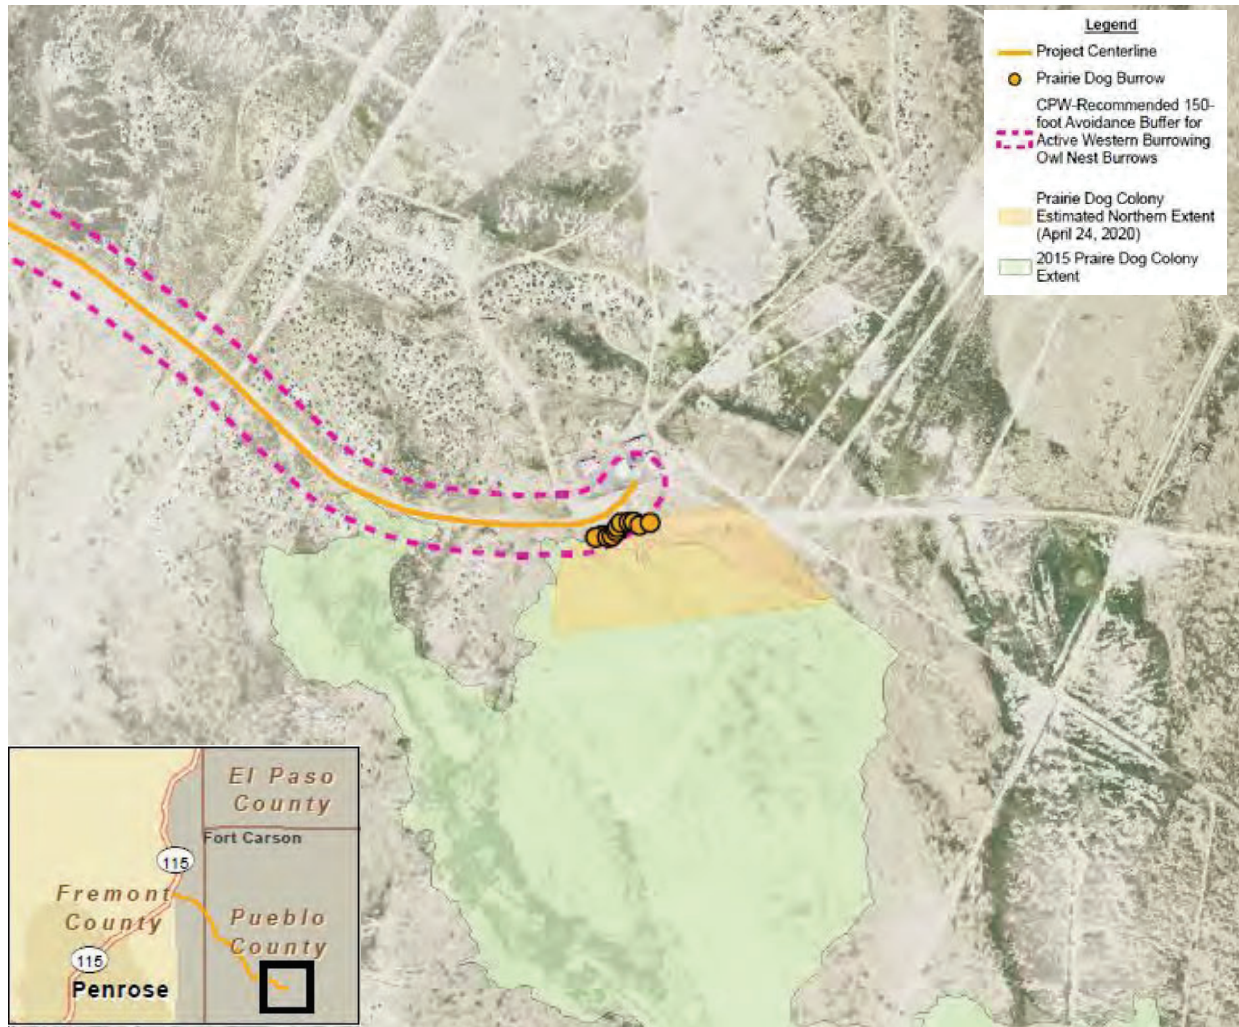 Legend
Project Centerline
Prairie Dog Burrow
CPW-Recommended 150-
foot Avoidance Buffer for
Active Western Burrowing
Owl Nest Burrows
Prairie Dog Colony
Estimated Northern Extent
(April 24, 2020)
2015 Praire Dog Colony
Extent
El Paso
County
Fort Carson
115
Fremont
County
Pueblo
County
115
Penrose